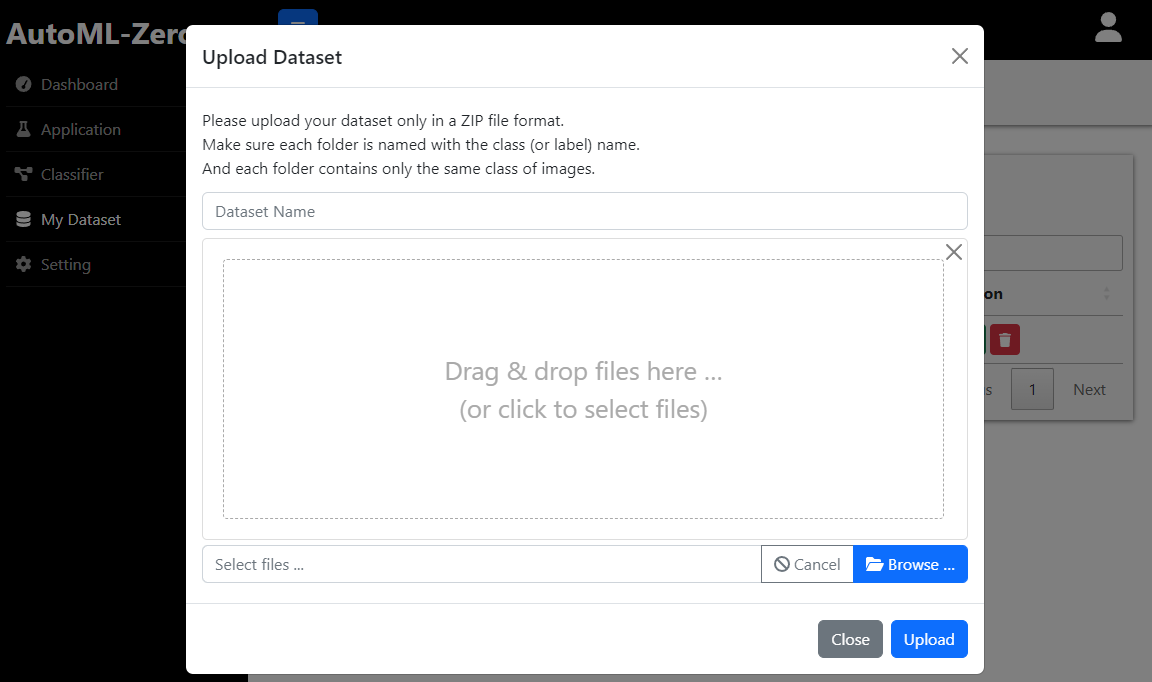 AutoML-Zero
Dashboard
Application
Classifier
My Dataset
Setting
Upload Dataset
Please upload your dataset only in a ZIP file format.
Make sure each folder is named with the class (or label) name.
And each folder contains only the same class of images.
Dataset Name
Drag & drop files here ...
(or click to select files)
Select files ...
Cancel
Browse ...
Close
Upload
on
s
1
Next